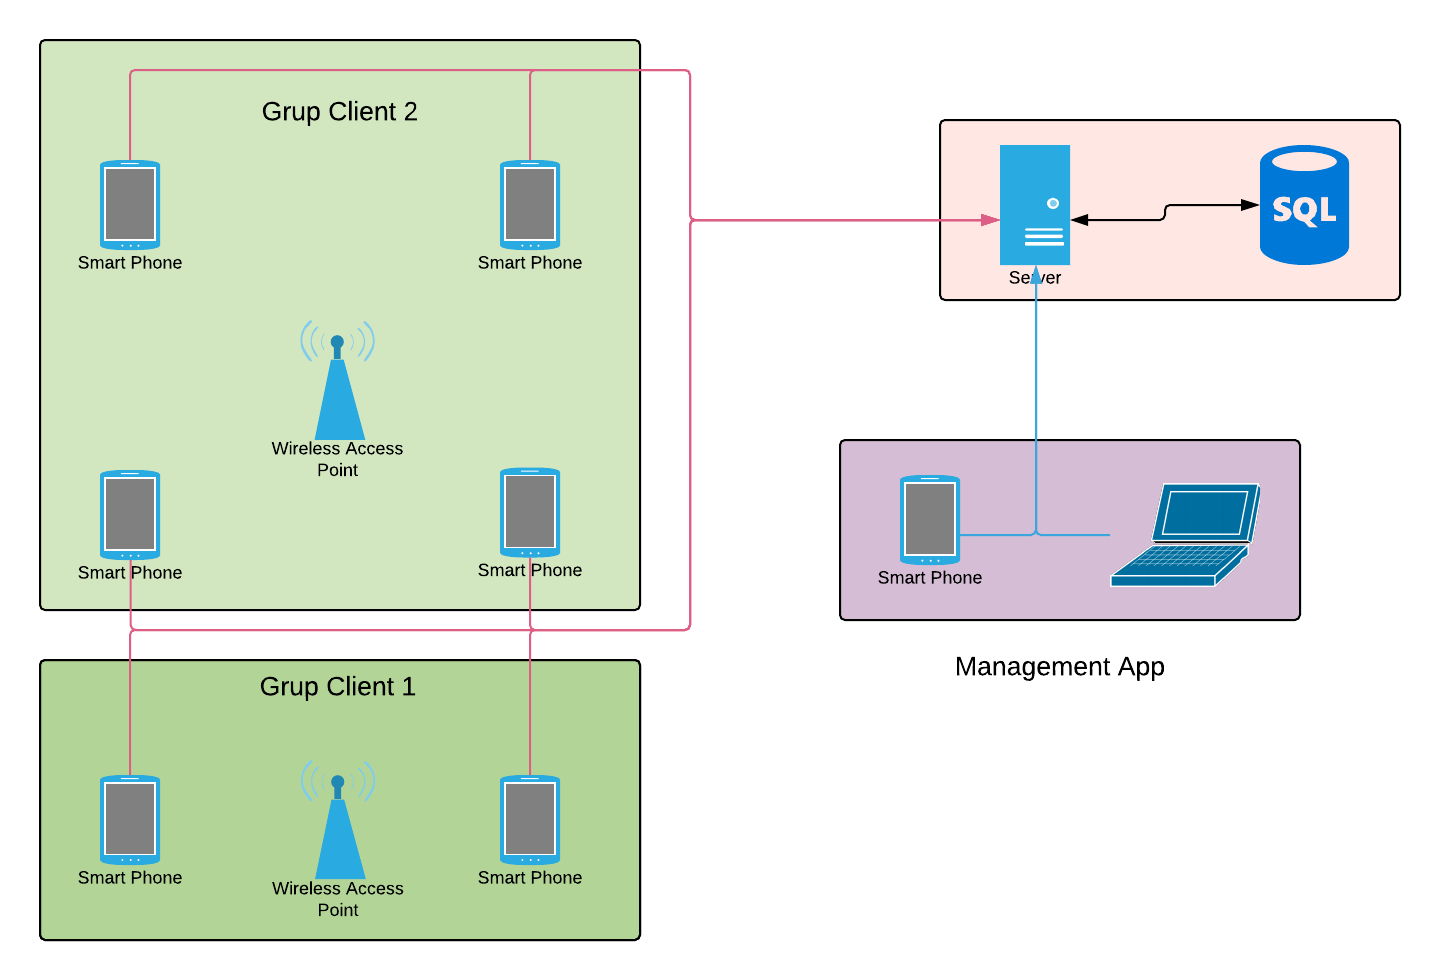 Grup Client 2
Smart Phone
Smart Phone
Wireless Access
Point
Smart Phone
Smart Phone
Grup Client 1
Smart Phone
Wireless Access
Point
Smart Phone
Server
SQL
Smart Phone
Management App